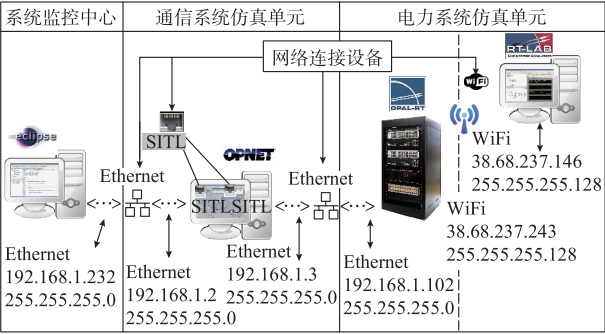 系统监控中心
通信系统仿真单元
电力系统仿真单元
网络连接设备
RT-LAB
WiFi
eclipse
SITL
OPNET
OPAL-RT
WiFi
38.68.237.146
255.255.255.128
Ethernet
Ethernet
SITL SITL
WiFi
38.68.237.243
255.255.255.128
Ethernet
192.168.1.232
255.255.255.0
Ethernet
192.168.1.2
255.255.255.0
Ethernet
192.168.1.3
255.255.255.0
Ethernet
192.168.1.102
255.255.255.0